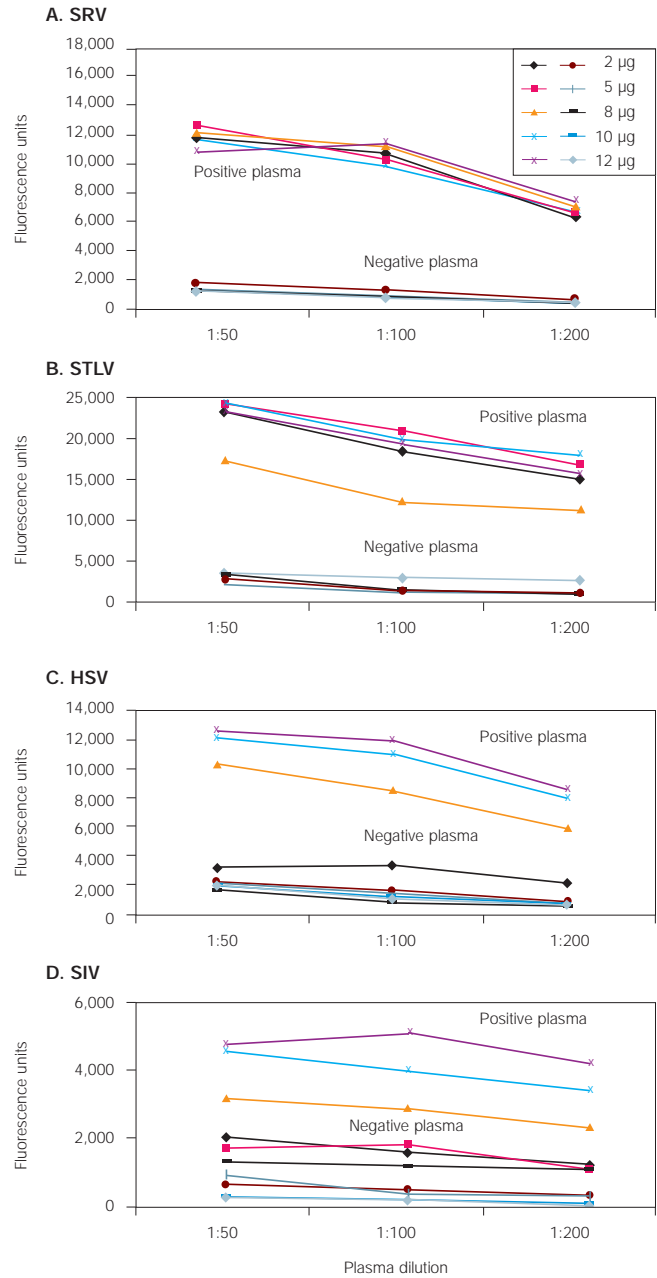 A. SRV
Fluorescence units
18,000
16,000
14,000
12,000
10,000
8,000
6,000
4,000
2,000
0
2 µg
5 µg
8 µg
10 µg
12 µg
Positive plasma
Negative plasma
1:50 1:100 1:200
B. STLV
Fluorescence units
25,000
20,000
15,000
10,000
5,000
0
Positive plasma
Negative plasma
1:50 1:100 1:200
C. HSV
Fluorescence units
14,000
12,000
10,000
8,000
6,000
4,000
2,000
0
Positive plasma
Negative plasma
1:50 1:100 1:200
D. SIV
Fluorescence units
6,000
4,000
2,000
0
Positive plasma
Negative plasma
1:50 1:100 1:200
Plasma dilution